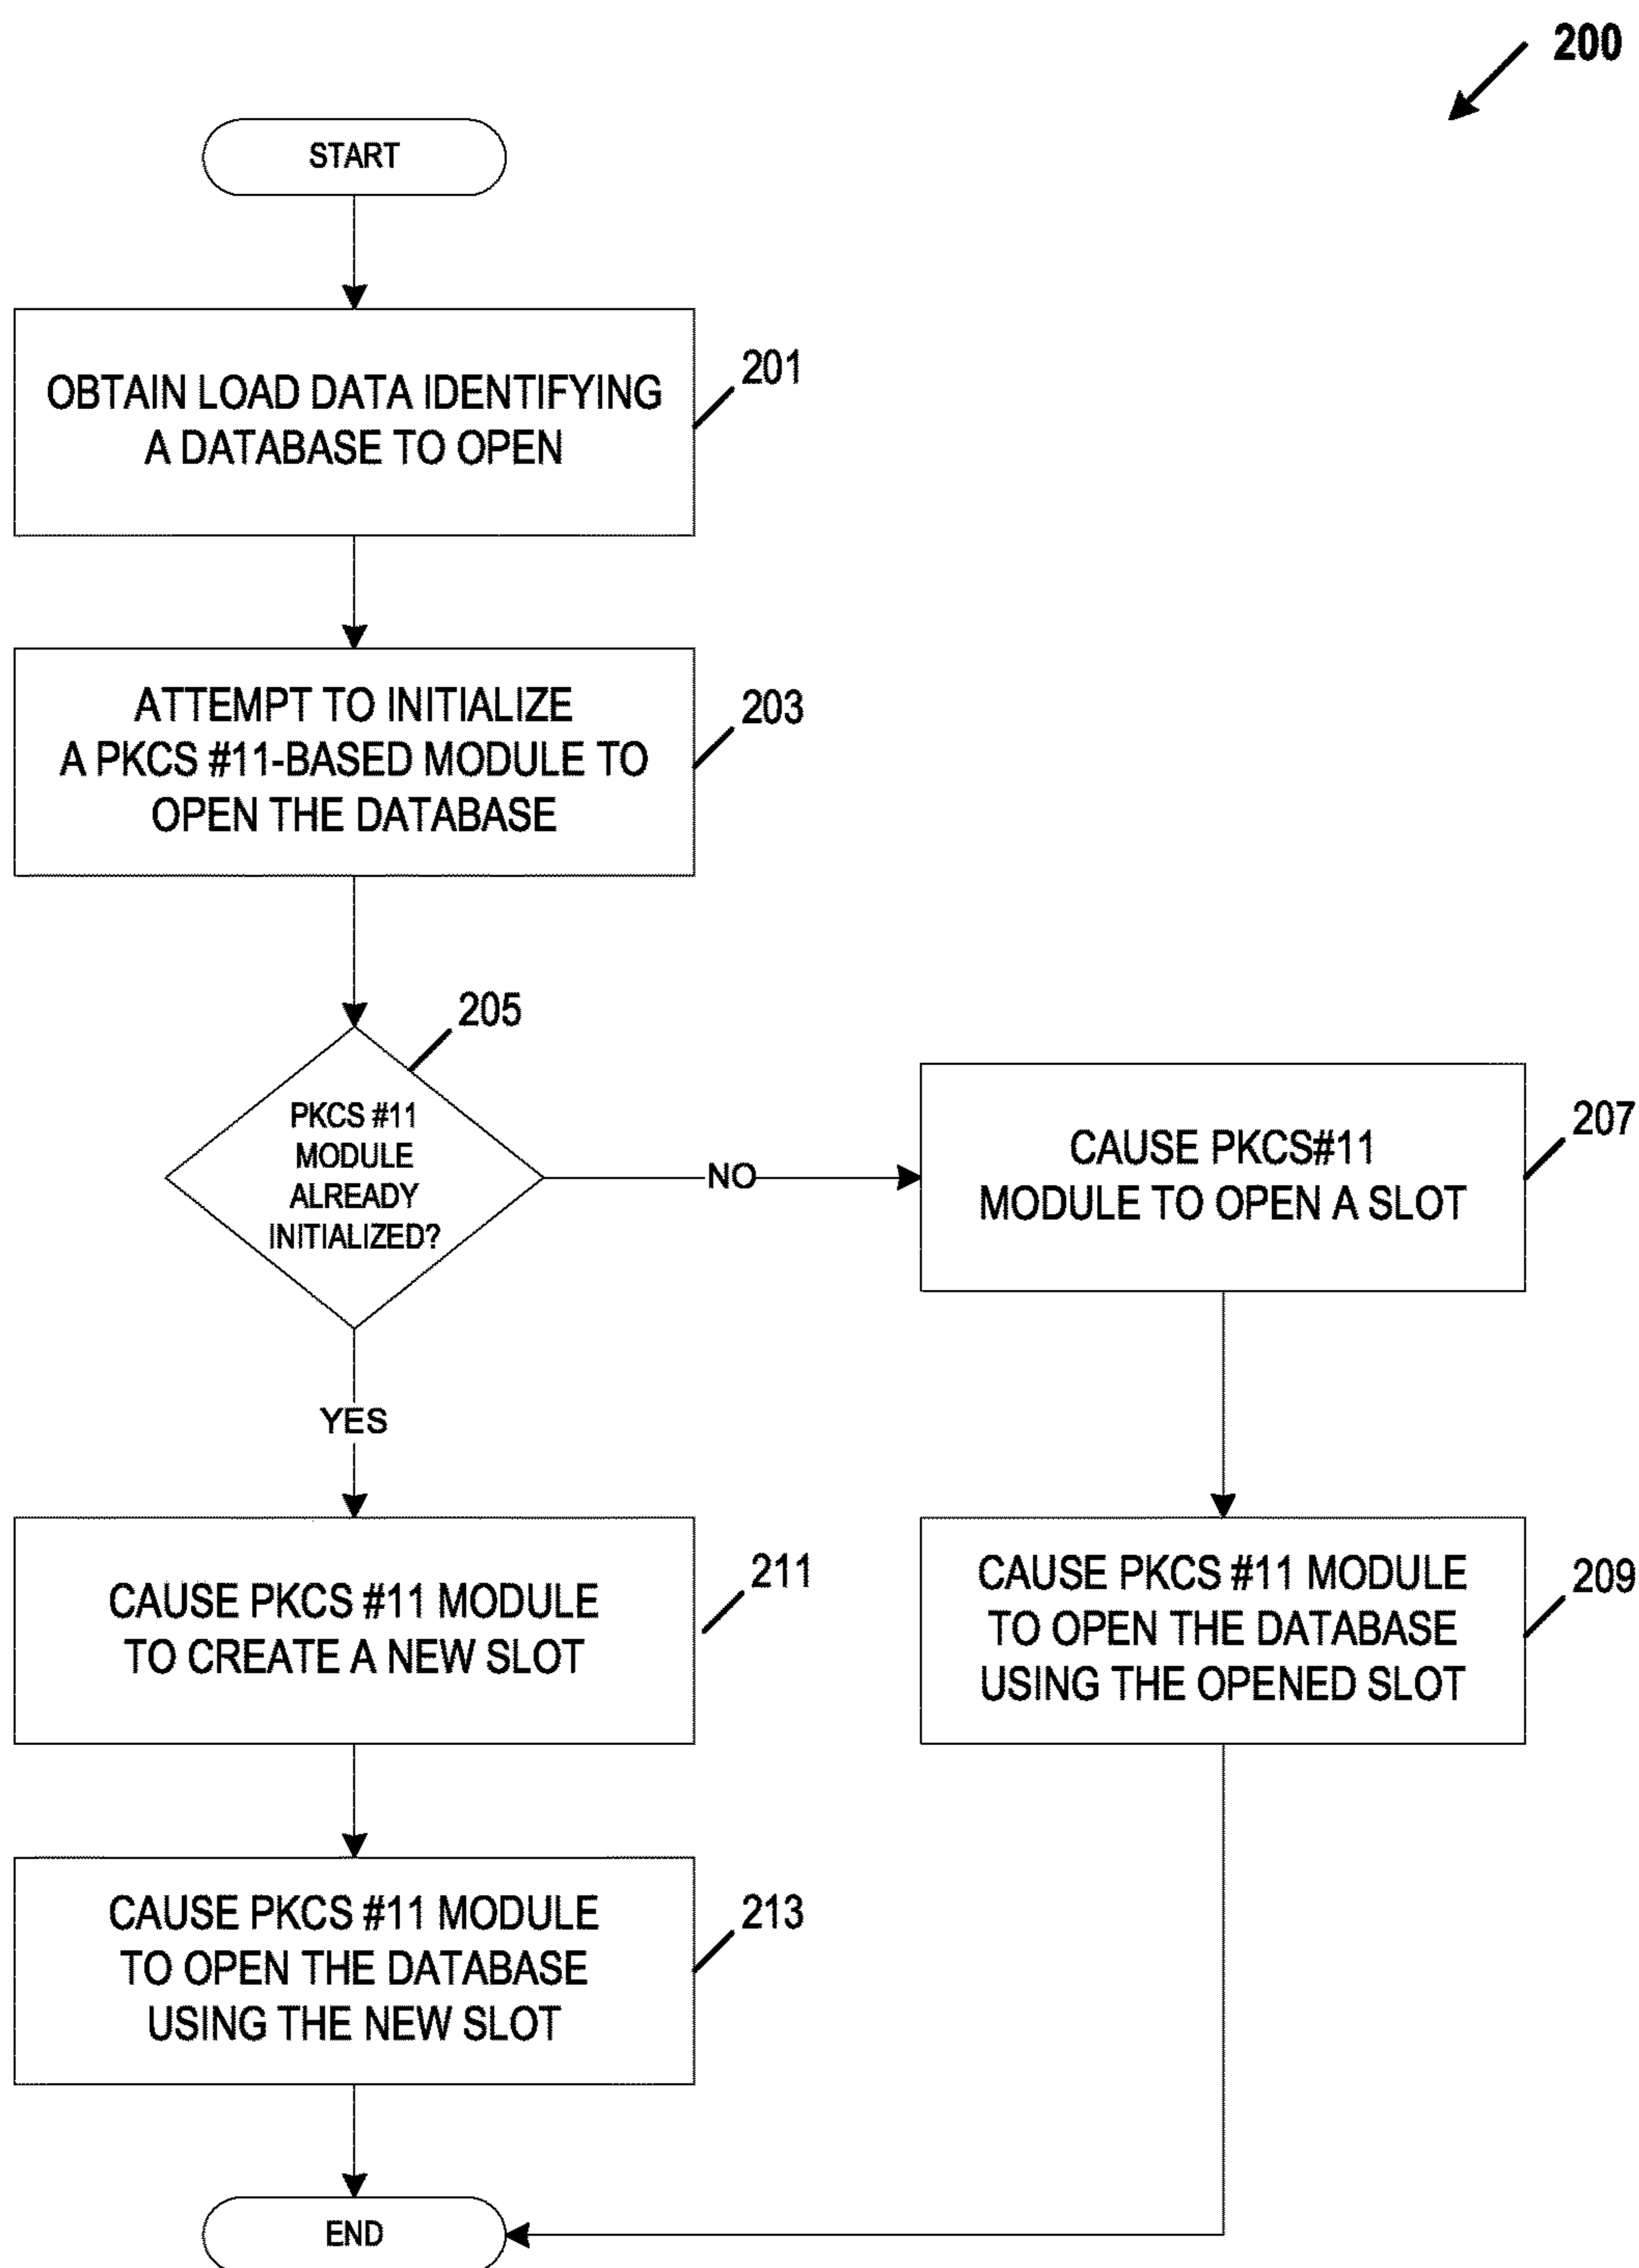 200
START
OBTAIN LOAD DATA IDENTIFYING
A DATABASE TO OPEN
201
ATTEMPT TO INITIALIZE
A PKCS #11-BASED MODULE TO
OPEN THE DATABASE
203
205
PKCS #11
MODULE
ALREADY
INITIALIZED?
NO
CAUSE PKCS#11
MODULE TO OPEN A SLOT
207
YES
CAUSE PKCS #11 MODULE
TO CREATE A NEW SLOT
211
CAUSE PKCS #11 MODULE
TO OPEN THE DATABASE
USING THE OPENED SLOT
209
CAUSE PKCS #11 MODULE
TO OPEN THE DATABASE
USING THE NEW SLOT
213
END